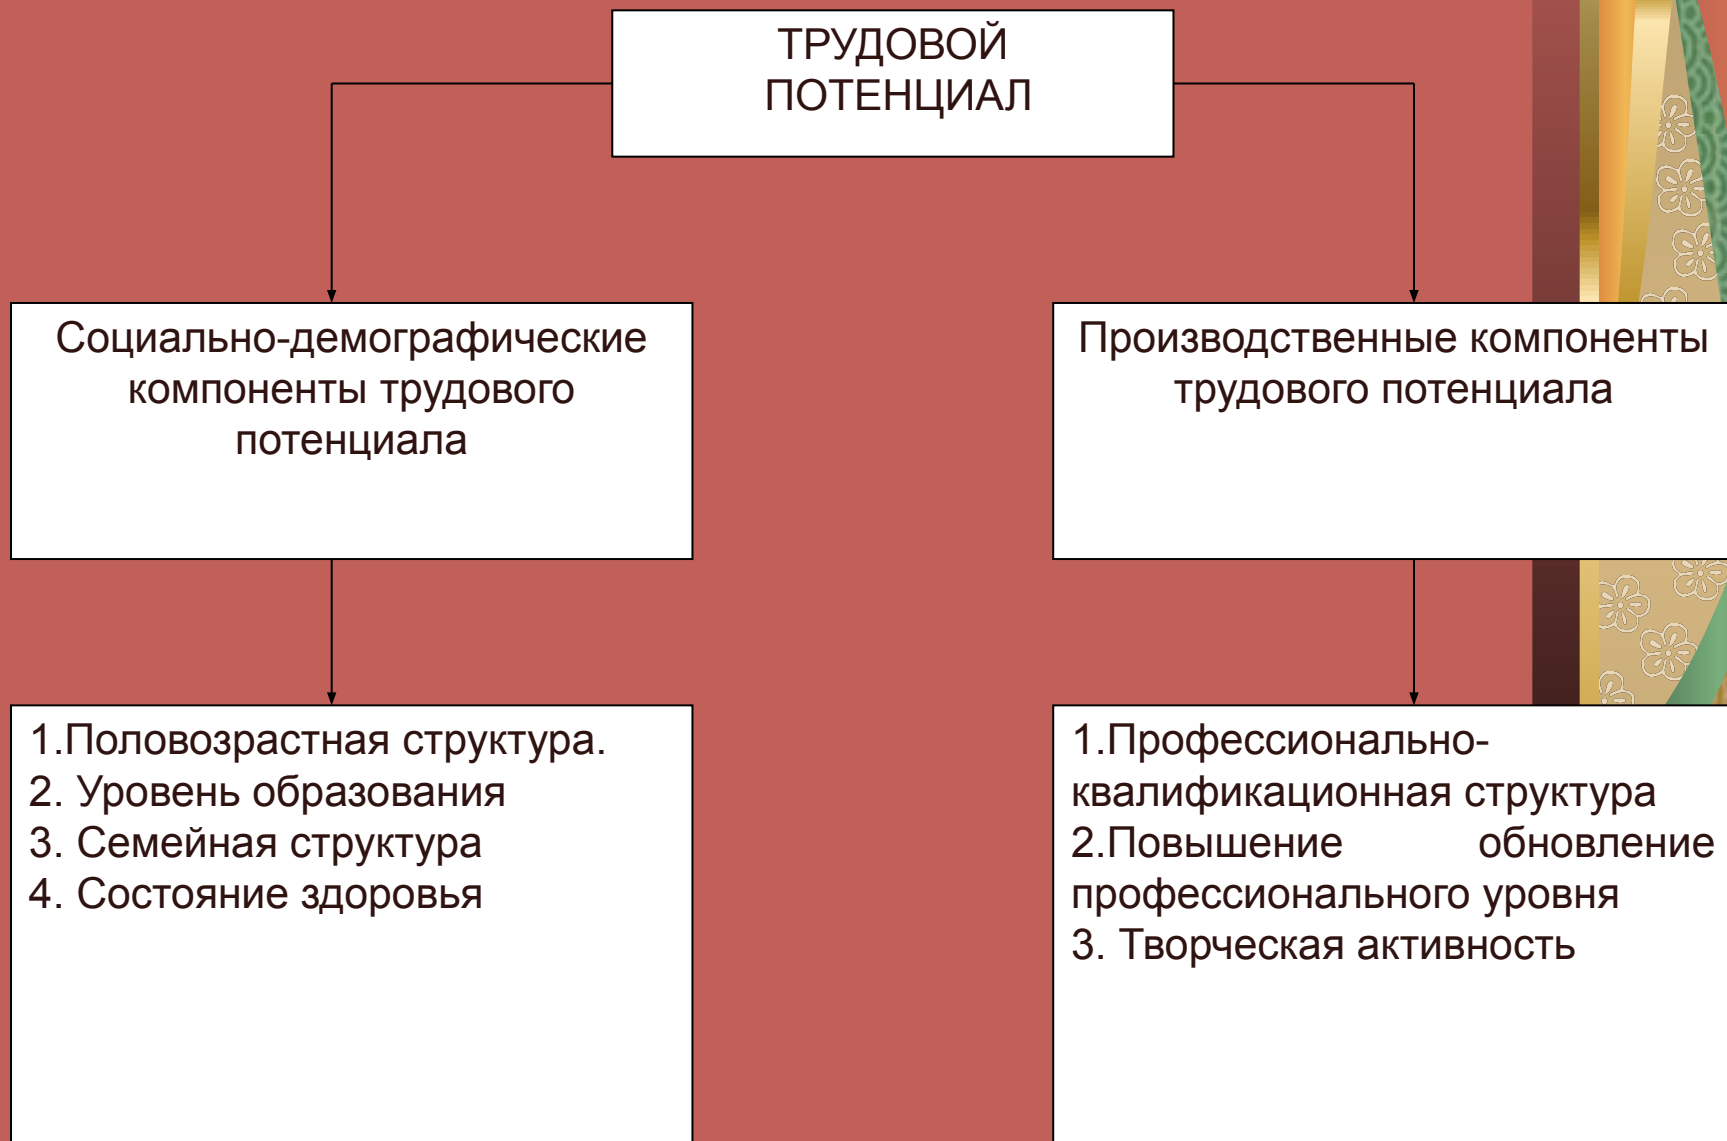 ТРУДОВОЙ
ПОТЕНЦИАЛ
Социально-демографические
компоненты трудового
потенциала
Производственные компоненты
трудового потенциала
1.Половозрастная структура.
2. Уровень образования
3. Семейная структура
4. Состояние здоровья
1.Профессионально-
квалификационная структура
2.Повышение обновление
профессионального уровня
3. Творческая активность